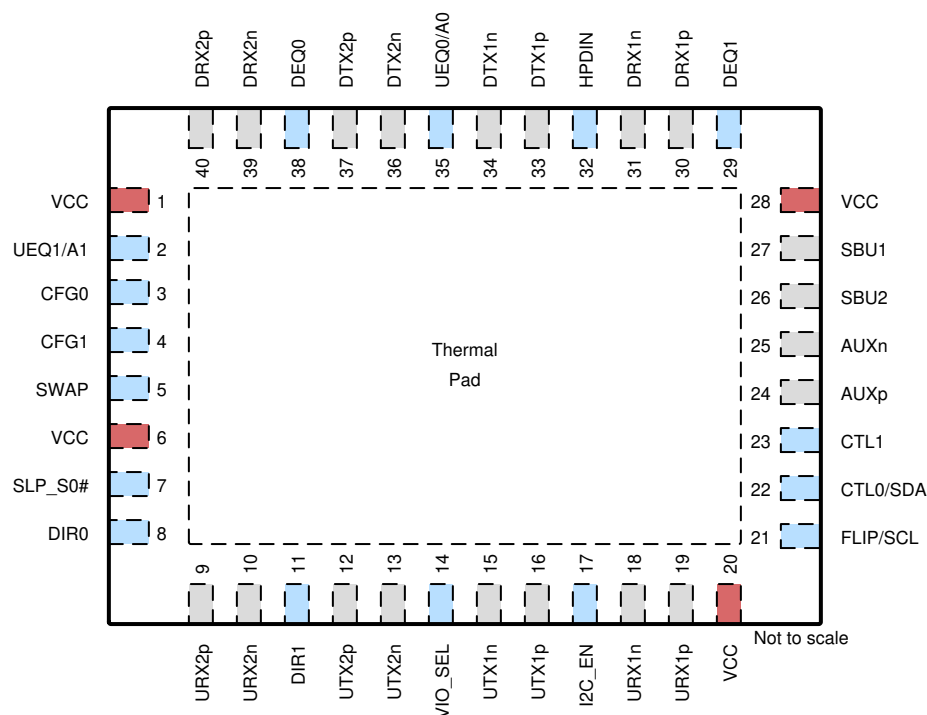 DRX2p
DRX2n
DEQ0
DTX2p
DTX2n
UEQ0/A0
DTX1n
DTX1p
HPDIN
DRX1n
DRX1p
DEQ1
40
39
38
37
36
35
34
33
32
31
30
29
VCC 1
UEQ1/A1 2
CFG0 3
CFG1 4
SWAP 5
VCC 6
SLP_S0# 7
DIR0 8
Thermal
Pad
28 VCC
27 SBU1
26 SBU2
25 AUXn
24 AUXp
23 CTL1
22 CTL0/SDA
21 FLIP/SCL
9
10
11
12
13
14
15
16
17
18
19
20
URX2p
URX2n
DIR1
UTX2p
UTX2n
VIO_SEL
UTX1n
UTX1p
I2C_EN
URX1n
URX1p
VCC
Not to scale